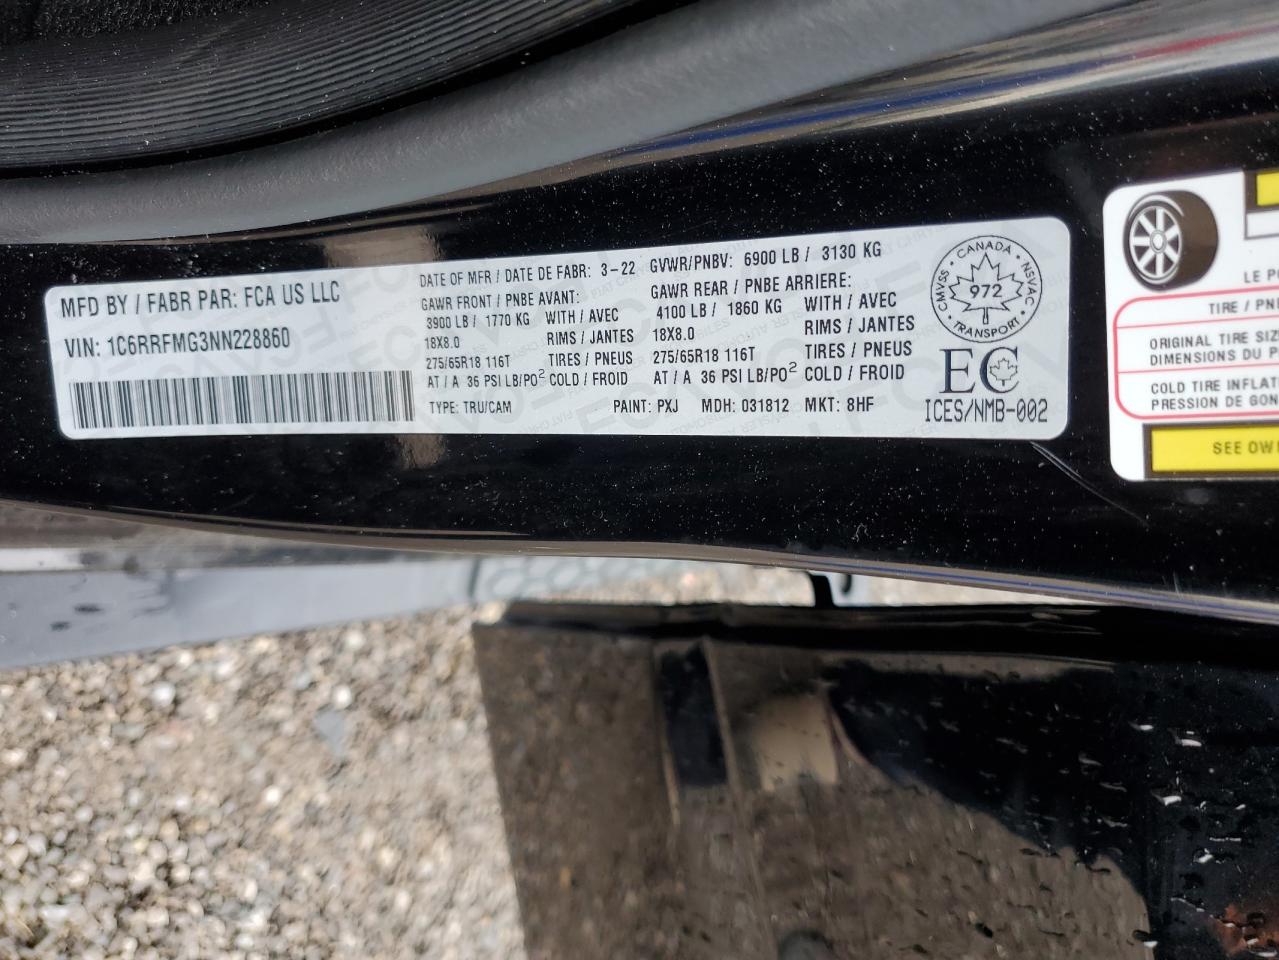 MFD BY / FABR PAR: FCA US LLC
VIN: 1C6RRFMG3NN228860
DATE OF MFR / DATE DE FABR: 3-22
GAWR FRONT / PNBE AVANT:
3900 LB / 1770 KG WITH / AVEC
18X8.0 RIMS / JANTES
275/65R18 116T TIRES / PNEUS
AT / A 36 PSI LB/PO² COLD / FROID
TYPE: TRU/CAM
GVWR/PNBV: 6900 LB / 3130 KG
GAWR REAR / PNBE ARRIERE:
4100 LB / 1860 KG WITH / AVEC
18X8.0 RIMS / JANTES
275/65R18 116T TIRES / PNEUS
AT / A 36 PSI LB/PO² COLD / FROID
PAINT: PXJ MDH: 031812 MKT: 8HF
CANADA
CMVSS NSVAC
972
TRANSPORT
EC
ICES/NMB-002
LE
TIRE /
ORIGINAL TIRE
DIMENSIONS DU
COLD TIRE
PRESSION DE
SEE